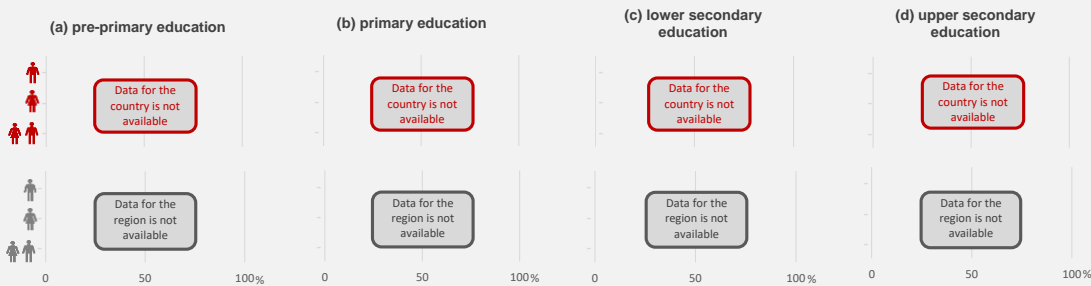 (a) pre-primary education
(b) primary education
(c) lower secondary
education
(d) upper secondary
education
Data for the
country is not
available
Data for the
country is not
available
Data for the
country is not
available
Data for the
country is not
available
Data for the
region is not
available
Data for the
region is not
available
Data for the
region is not
available
Data for the
region is not
available
0 50 100%
0 50 100%
0 50 100%
0 50 100%